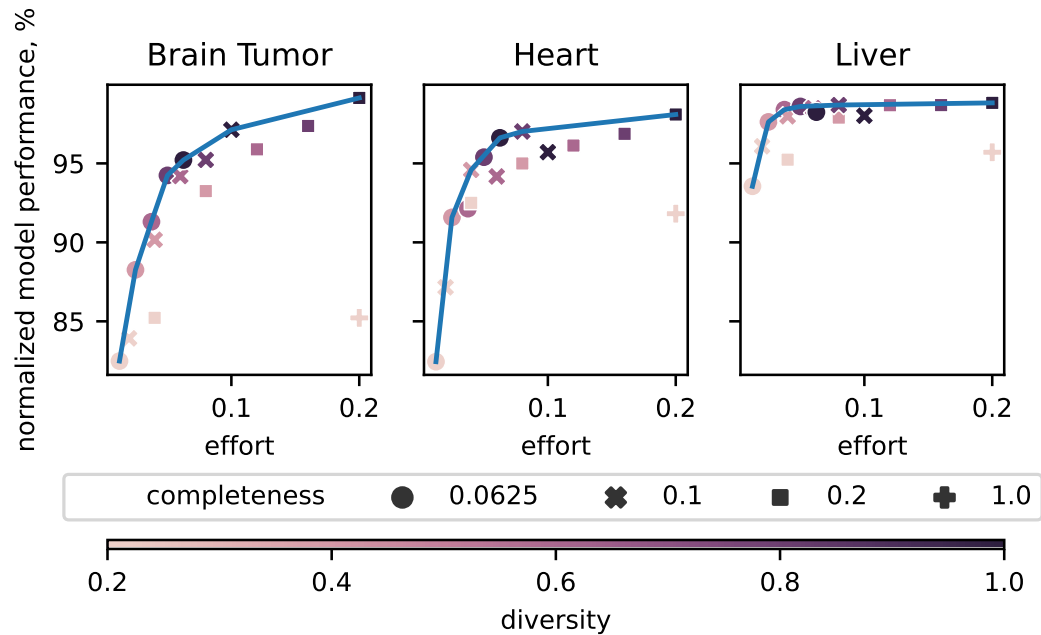 normalized model performance, %
Brain Tumor Heart Liver
95
90
85
0.1 0.2 0.1 0.2 0.1 0.2
effort effort effort
completeness 0.0625 0.1 0.2 1.0
0.2 0.4 0.6 0.8 1.0
diversity